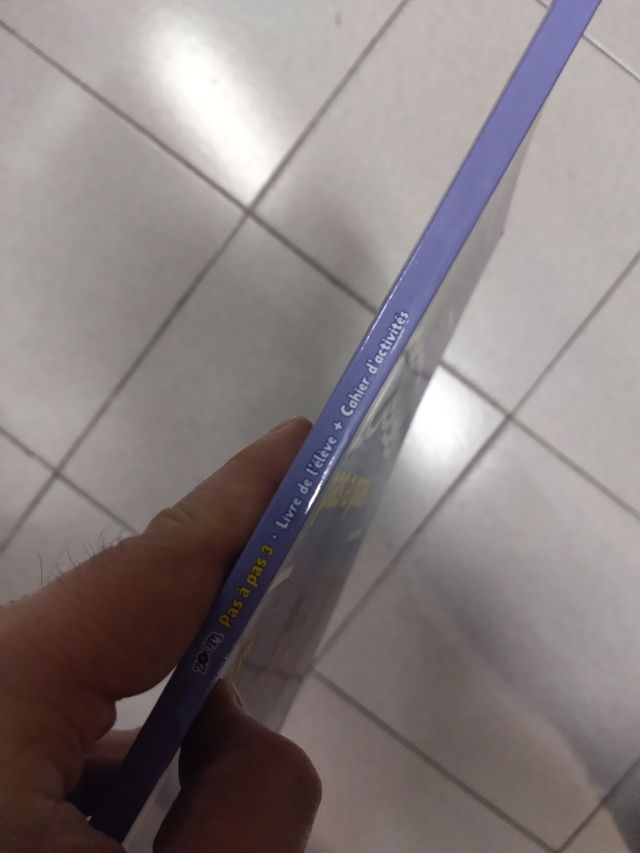 zoom Pas à pas 3 • Livre de l'élève + Cahier d'activités